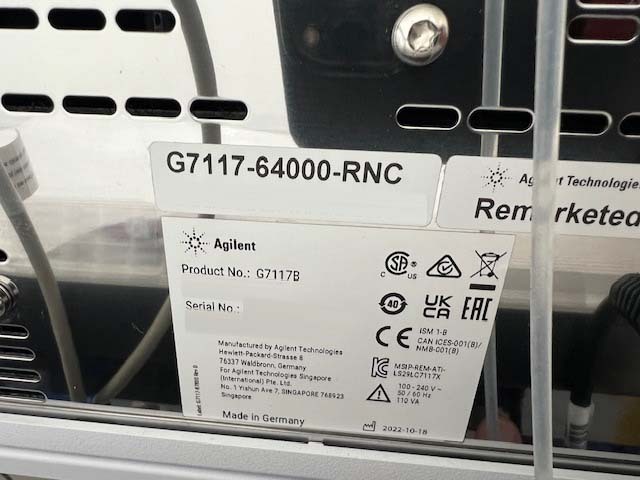 G7117-64000-RNC
Agilent Technologies
Remarketed
Agilent
Product No.: G7117B
Serial No.:
Manufactured by Agilent Technologies
Hewlett-Packard-Strasse 8
76337 Waldbronn, Germany
For Agilent Technologies Singapore
(International) Pte. Ltd.
No. 1 Yishun Ave 7, SINGAPORE 768923
Singapore
Made in Germany
C SA US
40
UK CA EAC
CE
ISM 1-B
CAN ICES-001(B)/
NMB-001(B)
MSIP-REM-ATi-
LS29LC7117X
100 - 240 V ~
50 / 60 Hz
110 VA
2022-10-18